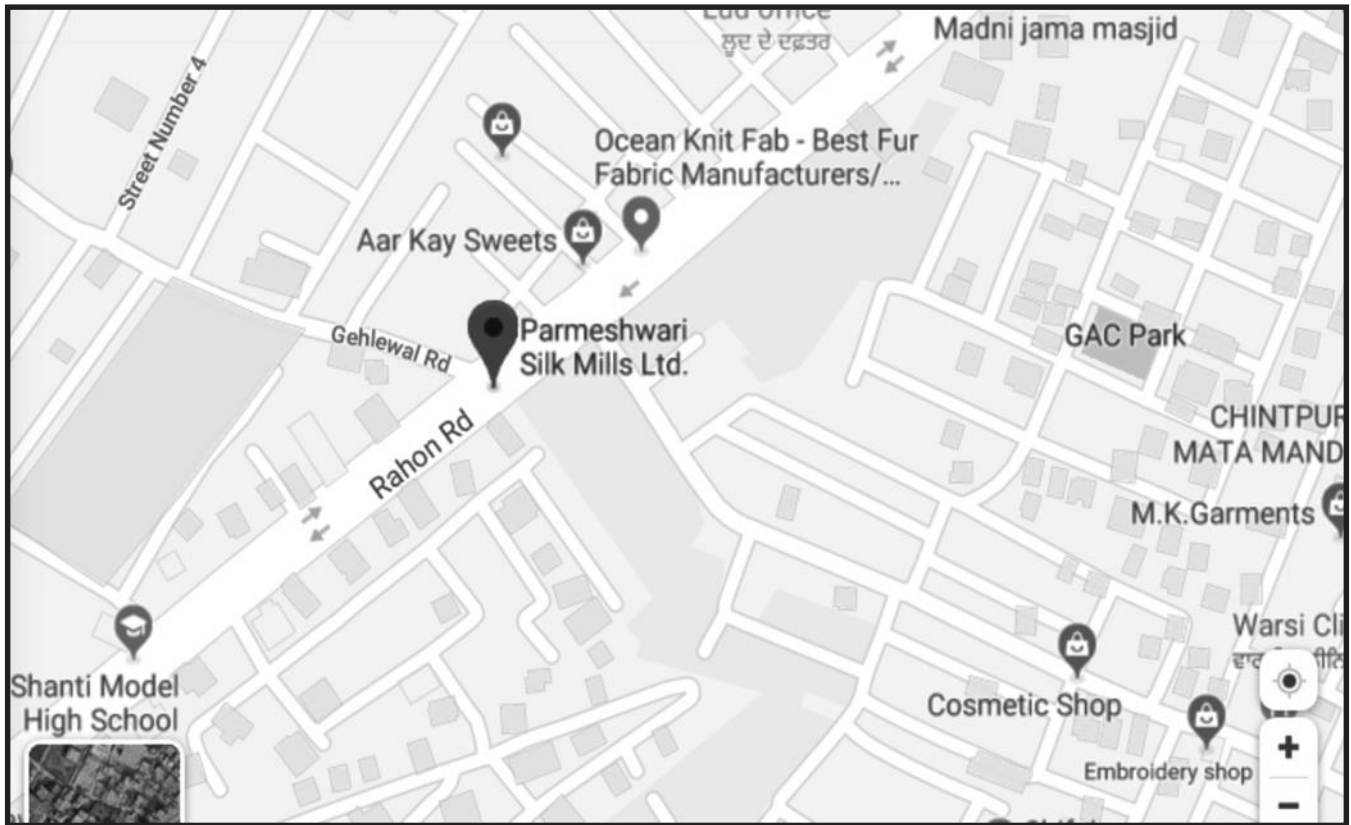 ਲੂਦ ਦੇ ਦਫ਼ਤਰ
Madni jama masjid
Street Number 4
Ocean Knit Fab - Best Fur
Fabric Manufacturers/...
Aar Kay Sweets
Gehlewal Rd
Parmeshwari
Silk Mills Ltd.
GAC Park
Rahon Rd
CHINTPUR
MATA MAND
M.K.Garments
Warsi Cli
Shanti Model
High School
Cosmetic Shop
Embroidery shop